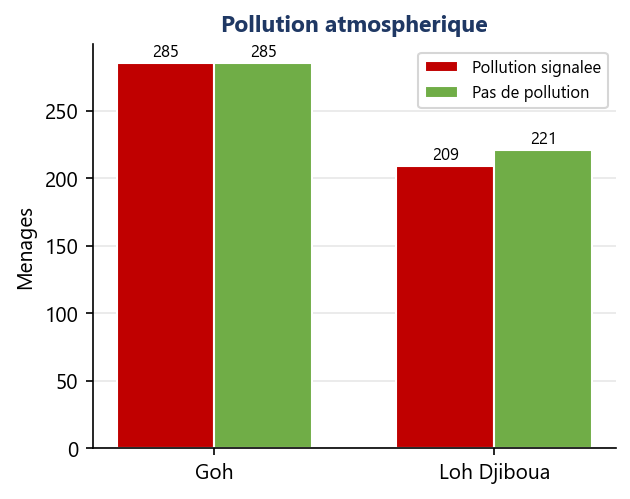 Pollution atmospherique
285
285
Pollution signalee
Pas de pollution
209
221
Menages
250
200
150
100
50
0
Goh
Loh Djiboua